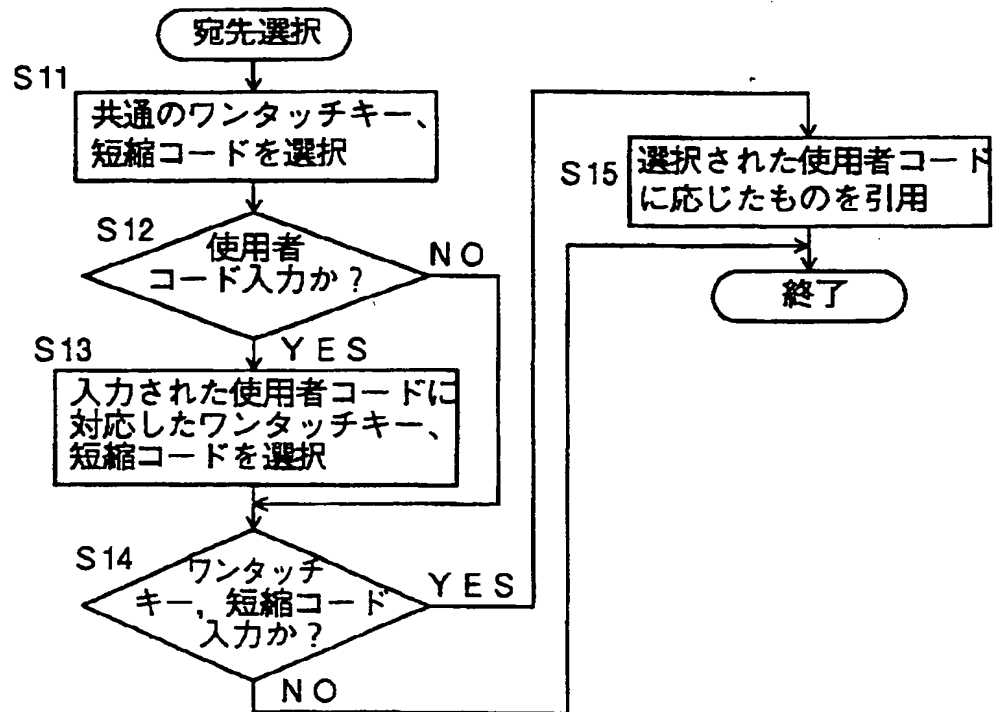 宛先選択
S11
共通のワンタッチキー、
短縮コードを選択
S12
使用者
コード入力か？
NO
YES
S13
入力された使用者コードに
対応したワンタッチキー、
短縮コードを選択
S14
ワンタッチ
キー, 短縮コード
入力か？
YES
NO
S15
選択された使用者コード
に応じたものを引用
終了